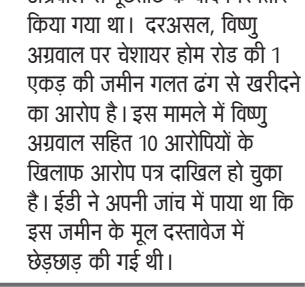 किया गया था। दरअसल, विष्णु
अग्रवाल पर चेशायर होम रोड की 1
एकड़ की जमीन गलत ढंग से खरीदने
का आरोप है। इस मामले में विष्णु
अग्रवाल सहित 10 आरोपियों के
खिलाफ आरोप पत्र दाखिल हो चुका
है। ईडी ने अपनी जांच में पाया था कि
इस जमीन के मूल दस्तावेज में
छेड़छाड़ की गई थी।